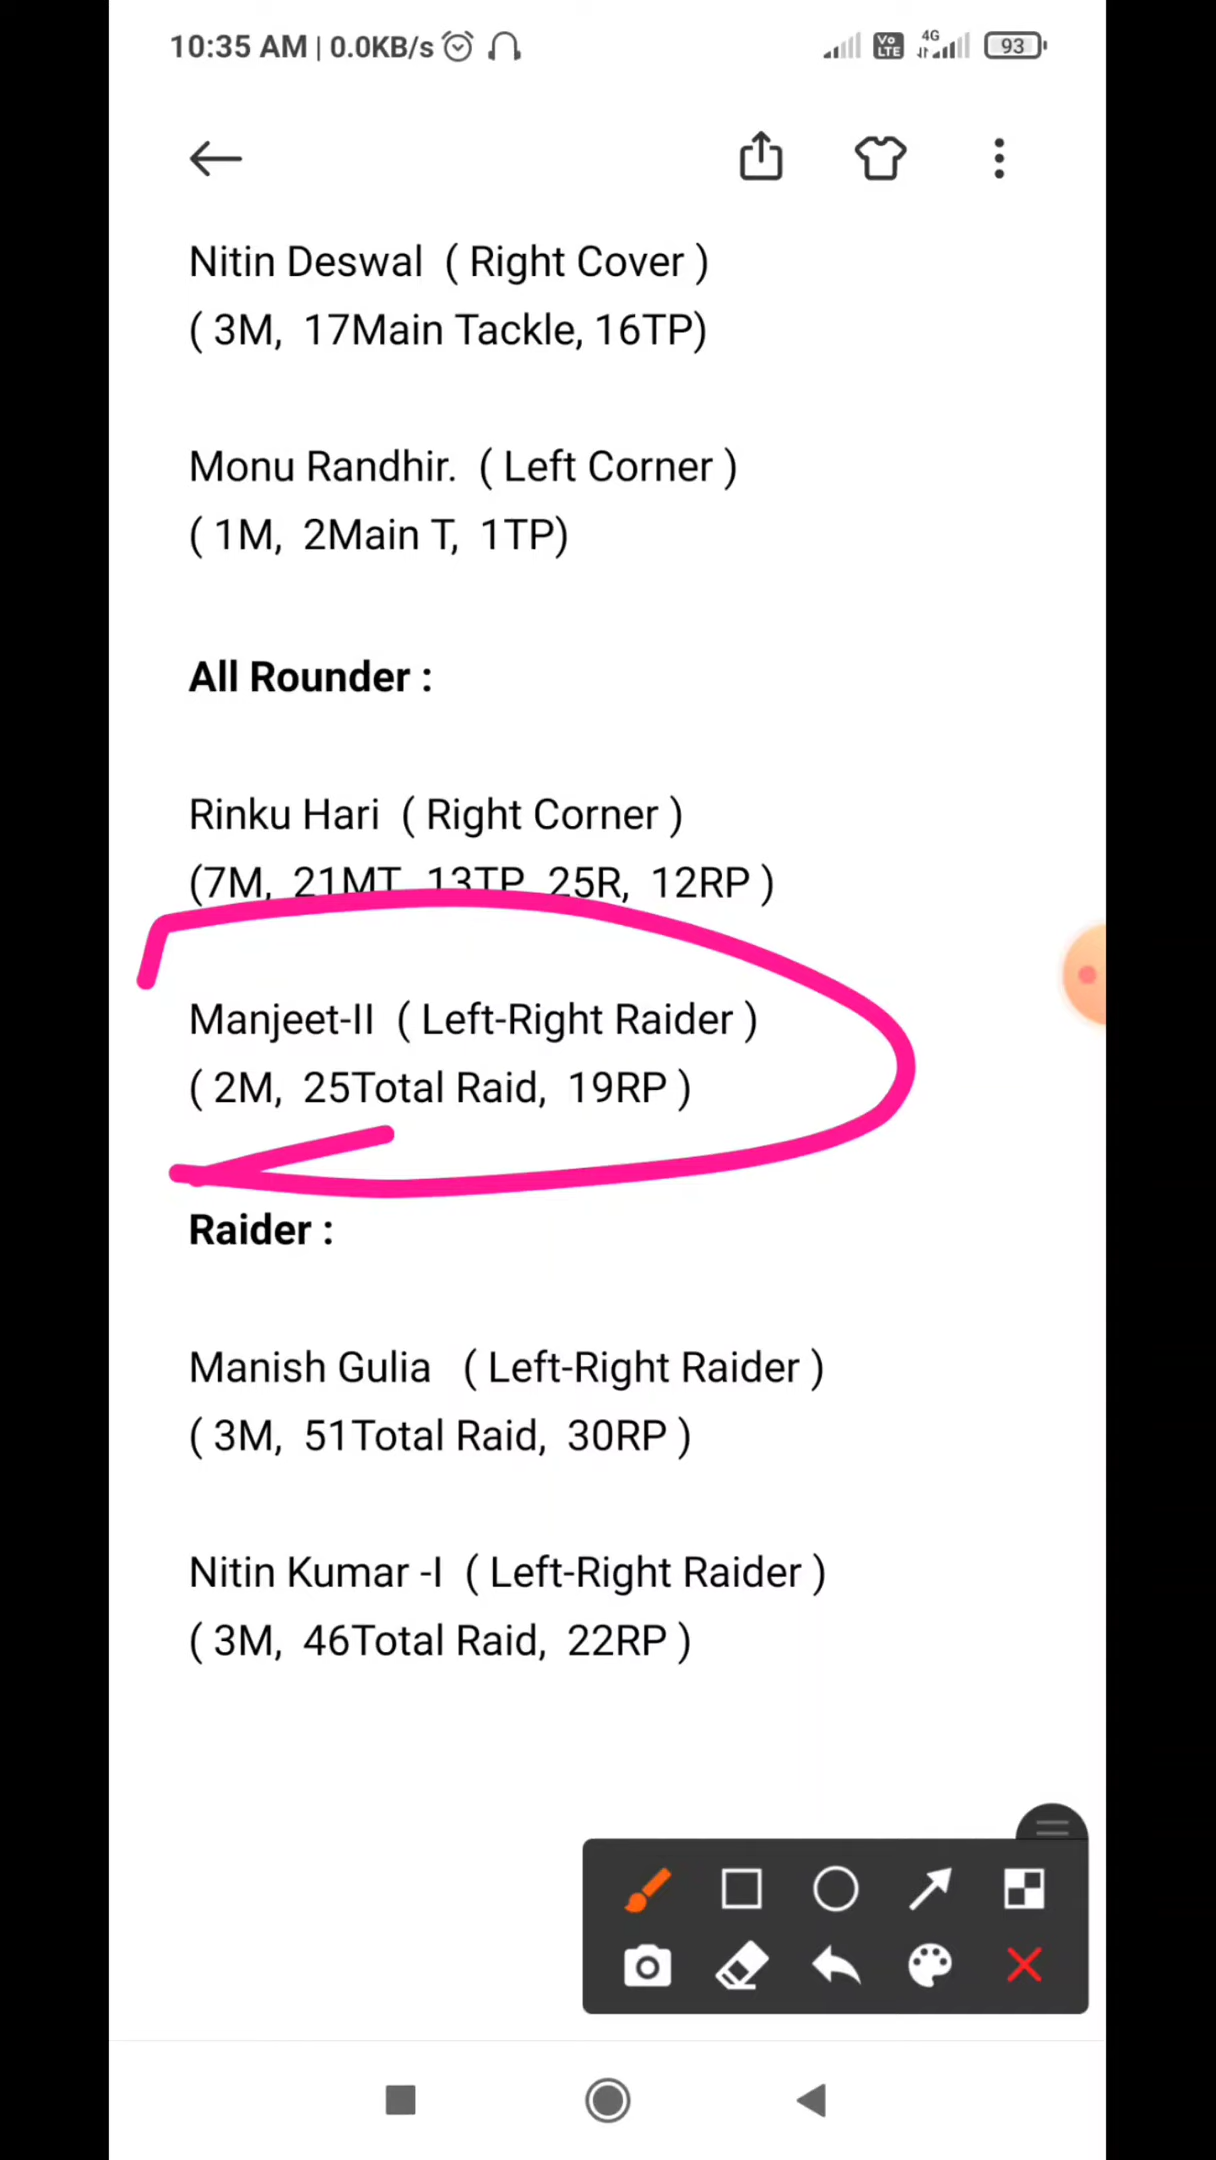 10:35 AM | 0.0KB/s Vo LTE 4G 93
Nitin Deswal ( Right Cover )
( 3M, 17Main Tackle, 16TP)
Monu Randhir. ( Left Corner )
( 1M, 2Main T, 1TP)
All Rounder :
Rinku Hari ( Right Corner )
(7M, 21MT, 13TP, 25R, 12RP )
Manjeet-II ( Left-Right Raider )
( 2M, 25Total Raid, 19RP )
Raider :
Manish Gulia ( Left-Right Raider )
( 3M, 51Total Raid, 30RP )
Nitin Kumar -I ( Left-Right Raider )
( 3M, 46Total Raid, 22RP )